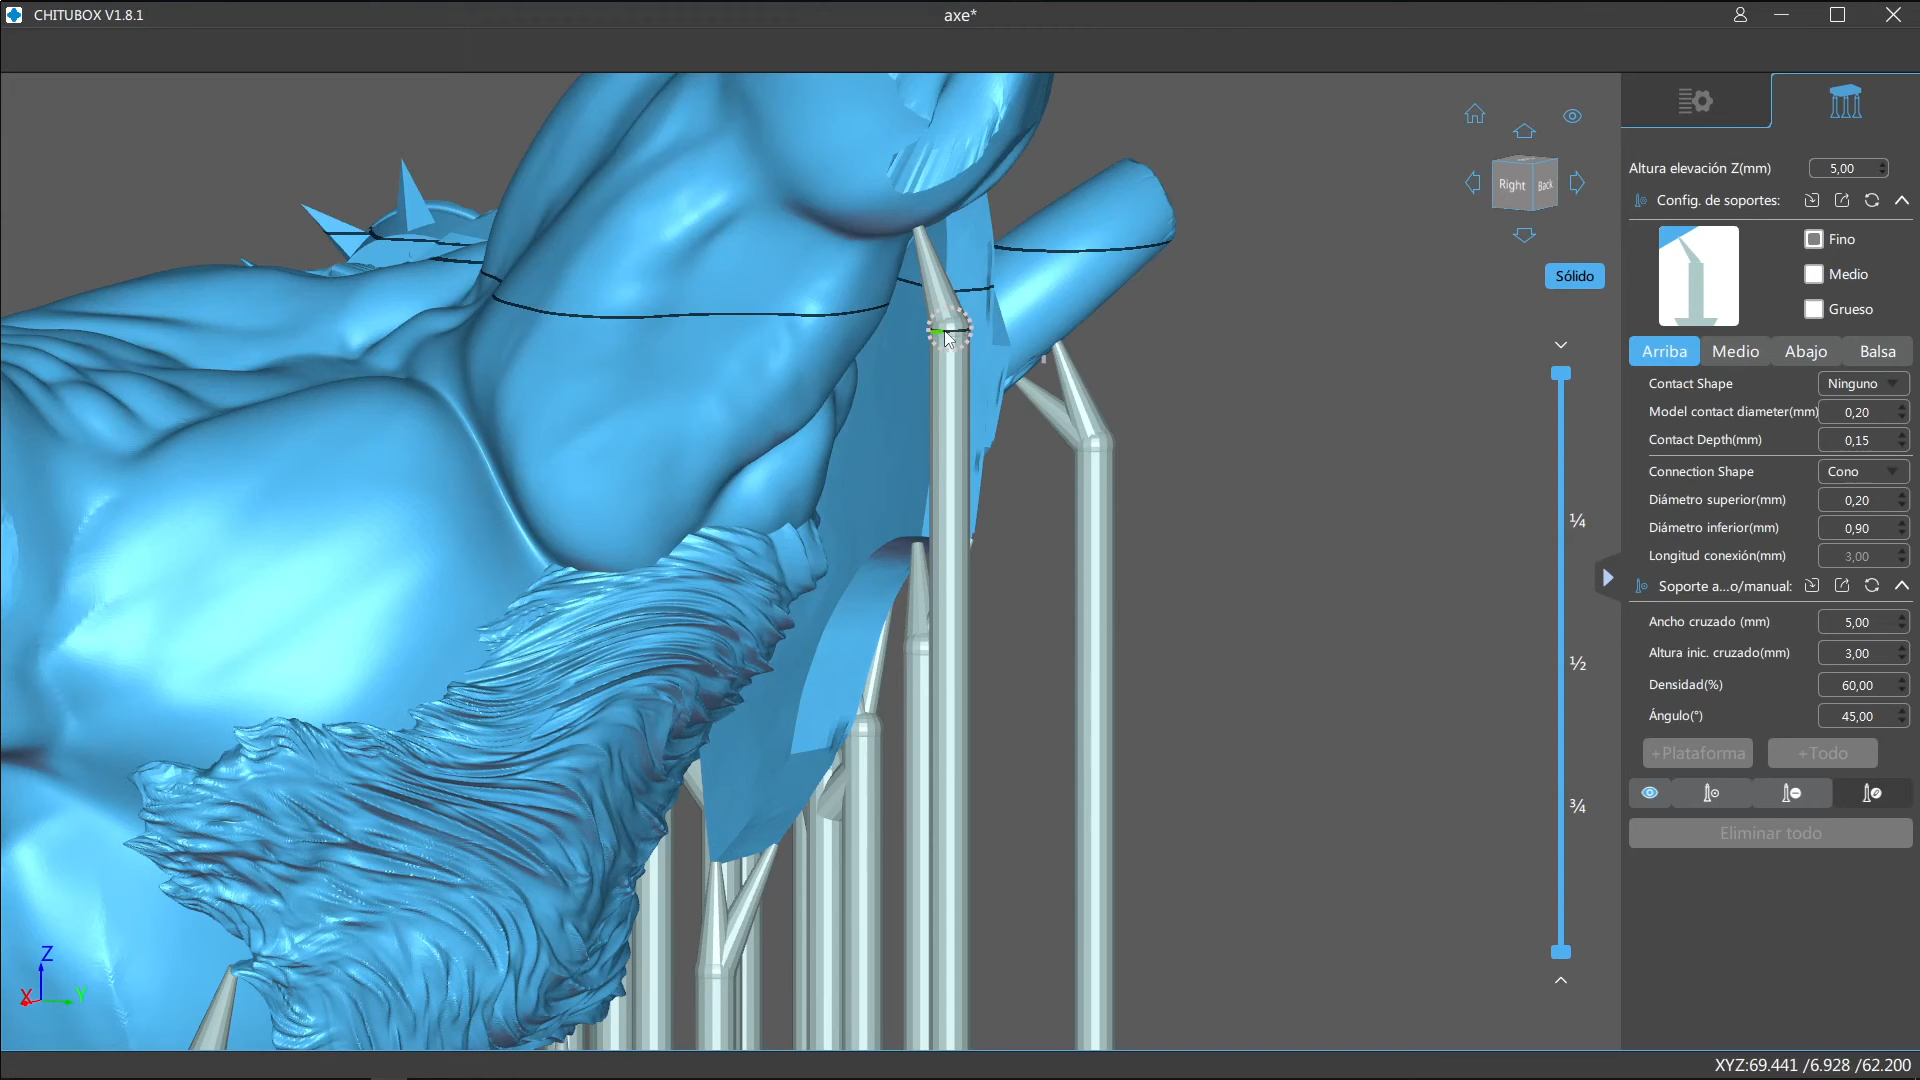 CHITUBOX V1.8.1
axe*
Right
Back
Sólido
¼
½
¾
Z
X
Y
Altura elevación Z(mm) 5,00
Config. de soportes:
Fino
Medio
Grueso
Arriba Medio Abajo Balsa
Contact Shape Ninguno
Model contact diameter(mm) 0,20
Contact Depth(mm) 0,15
Connection Shape Cono
Diámetro superior(mm) 0,20
Diámetro inferior(mm) 0,90
Longitud conexión(mm) 3,00
Soporte a...o/manual:
Ancho cruzado (mm) 5,00
Altura inic. cruzado(mm) 3,00
Densidad(%) 60,00
Ángulo(°) 45,00
+Plataforma +Todo
Eliminar todo
XYZ:69.441 /6.928 /62.200